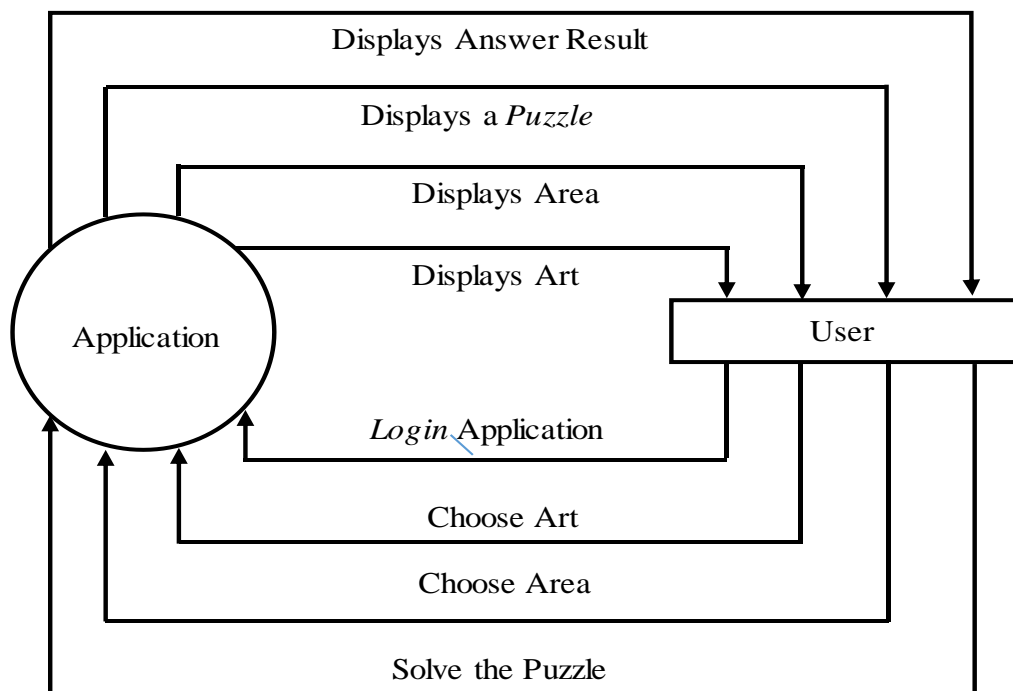 Displays Answer Result
Displays a Puzzle
Displays Area
Displays Art
Application
User
Login Application
Choose Art
Choose Area
Solve the Puzzle